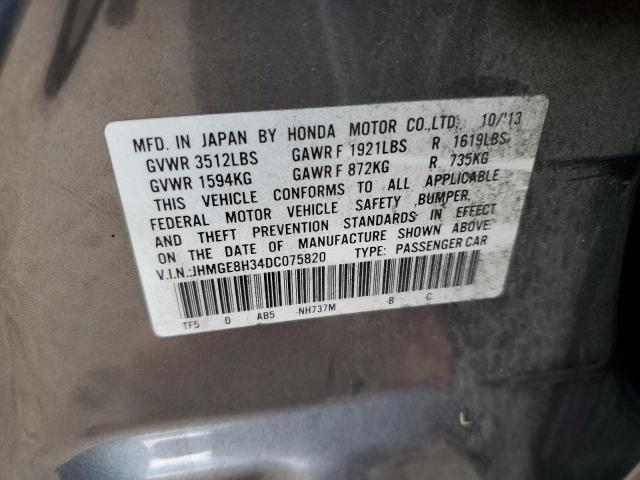 MFD. IN JAPAN BY HONDA MOTOR CO.,LTD. 10/'13
GVWR 3512LBS GAWR F 1921LBS R 1619LBS
GVWR 1594KG GAWR F 872KG R 735KG
THIS VEHICLE CONFORMS TO ALL APPLICABLE
FEDERAL MOTOR VEHICLE SAFETY, BUMPER,
AND THEFT PREVENTION STANDARDS IN EFFECT
ON THE DATE OF MANUFACTURE SHOWN ABOVE.
V.I.N.:JHMGE8H34DC075820 TYPE: PASSENGER CAR
TF5 D AB5 -NH737M -B C